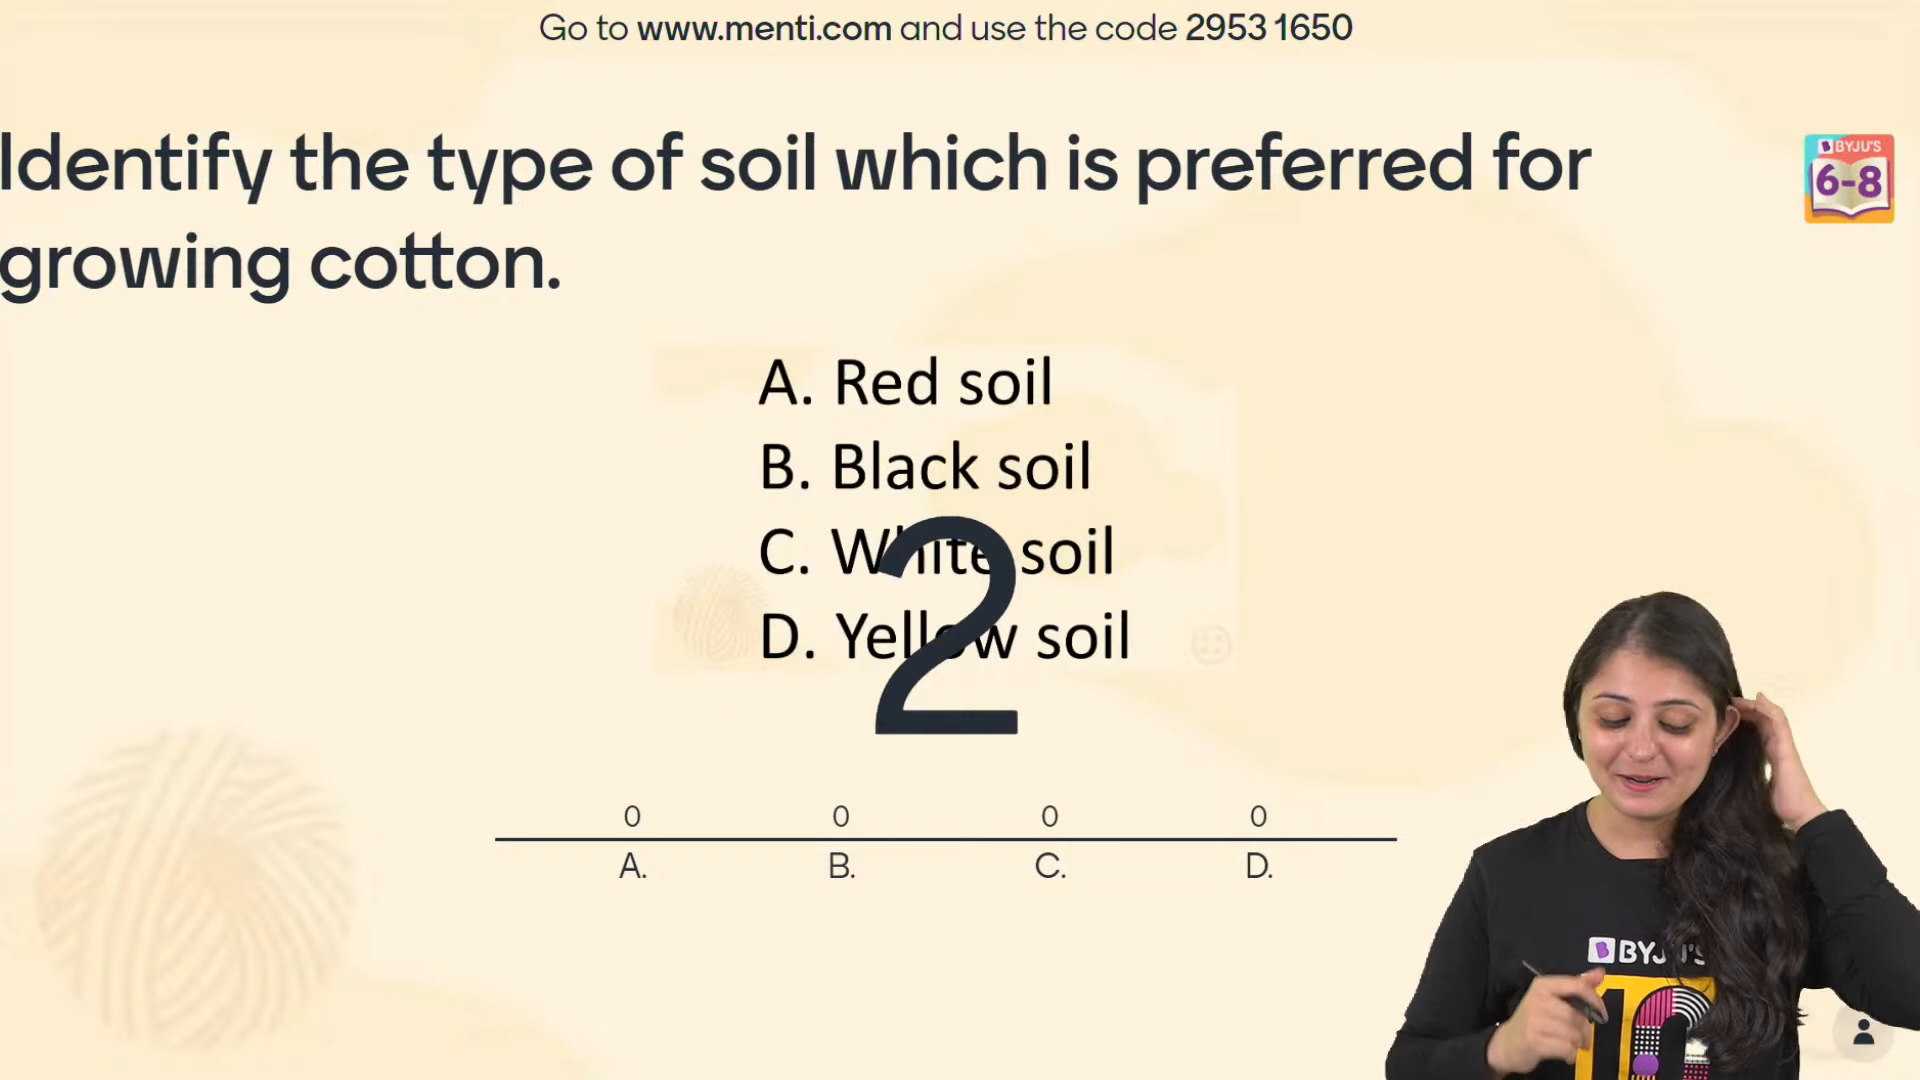 Go to www.menti.com and use the code 2953 1650
Identify the type of soil which is preferred for
growing cotton.
BYJU'S
6-8
A. Red soil
B. Black soil
C. White soil
D. Yellow soil
2
0 0 0 0
A. B. C. D.
BYJU'S